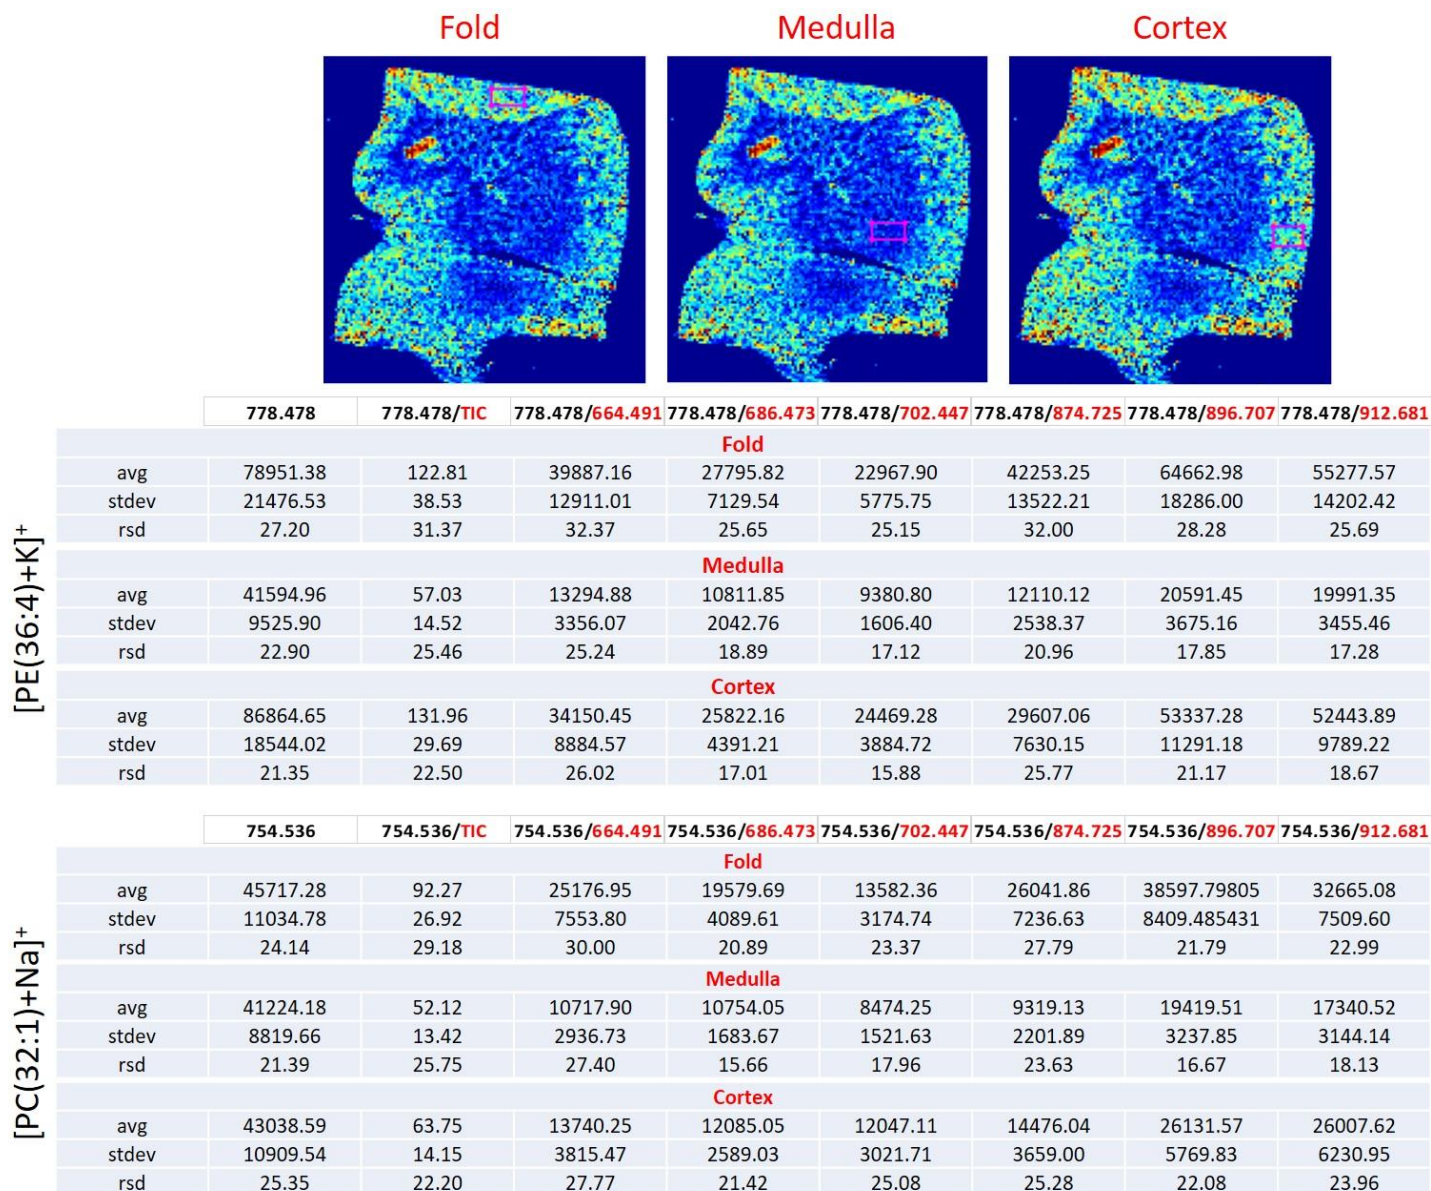 Fold Medulla Cortex
778.478 778.478/TIC 778.478/664.491 778.478/686.473 778.478/702.447 778.478/874.725 778.478/896.707 778.478/912.681
[PE(36:4)+K]⁺
Fold
avg 78951.38 122.81 39887.16 27795.82 22967.90 42253.25 64662.98 55277.57
stdev 21476.53 38.53 12911.01 7129.54 5775.75 13522.21 18286.00 14202.42
rsd 27.20 31.37 32.37 25.65 25.15 32.00 28.28 25.69
Medulla
avg 41594.96 57.03 13294.88 10811.85 9380.80 12110.12 20591.45 19991.35
stdev 9525.90 14.52 3356.07 2042.76 1606.40 2538.37 3675.16 3455.46
rsd 22.90 25.46 25.24 18.89 17.12 20.96 17.85 17.28
Cortex
avg 86864.65 131.96 34150.45 25822.16 24469.28 29607.06 53337.28 52443.89
stdev 18544.02 29.69 8884.57 4391.21 3884.72 7630.15 11291.18 9789.22
rsd 21.35 22.50 26.02 17.01 15.88 25.77 21.17 18.67
754.536 754.536/TIC 754.536/664.491 754.536/686.473 754.536/702.447 754.536/874.725 754.536/896.707 754.536/912.681
[PC(32:1)+Na]⁺
Fold
avg 45717.28 92.27 25176.95 19579.69 13582.36 26041.86 38597.79805 32665.08
stdev 11034.78 26.92 7553.80 4089.61 3174.74 7236.63 8409.485431 7509.60
rsd 24.14 29.18 30.00 20.89 23.37 27.79 21.79 22.99
Medulla
avg 41224.18 52.12 10717.90 10754.05 8474.25 9319.13 19419.51 17340.52
stdev 8819.66 13.42 2936.73 1683.67 1521.63 2201.89 3237.85 3144.14
rsd 21.39 25.75 27.40 15.66 17.96 23.63 16.67 18.13
Cortex
avg 43038.59 63.75 13740.25 12085.05 12047.11 14476.04 26131.57 26007.62
stdev 10909.54 14.15 3815.47 2589.03 3021.71 3659.00 5769.83 6230.95
rsd 25.35 22.20 27.77 21.42 25.08 25.28 22.08 23.96